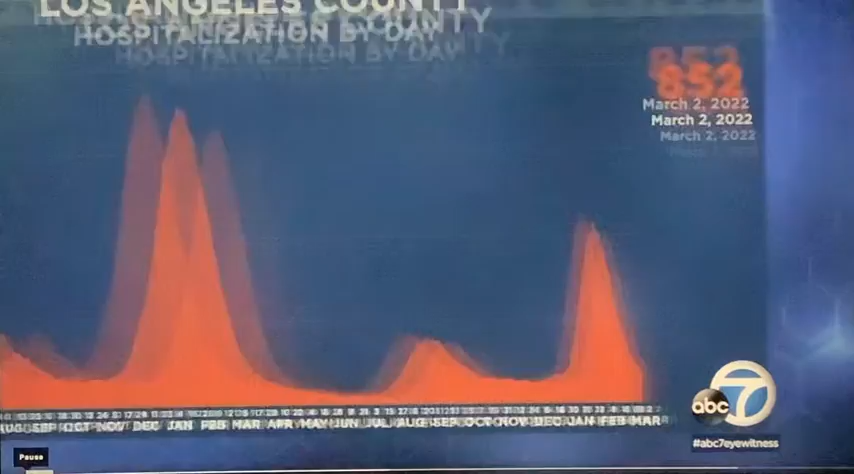 LOS ANGELES COUNTY
HOSPITALIZATION BY DAY
852
March 2, 2022
AUG SEP OCT NOV DEC JAN FEB MAR APR MAY JUN JUL AUG SEP OCT NOV DEC JAN FEB MAR
abc 7
#abc7eyewitness
Pause